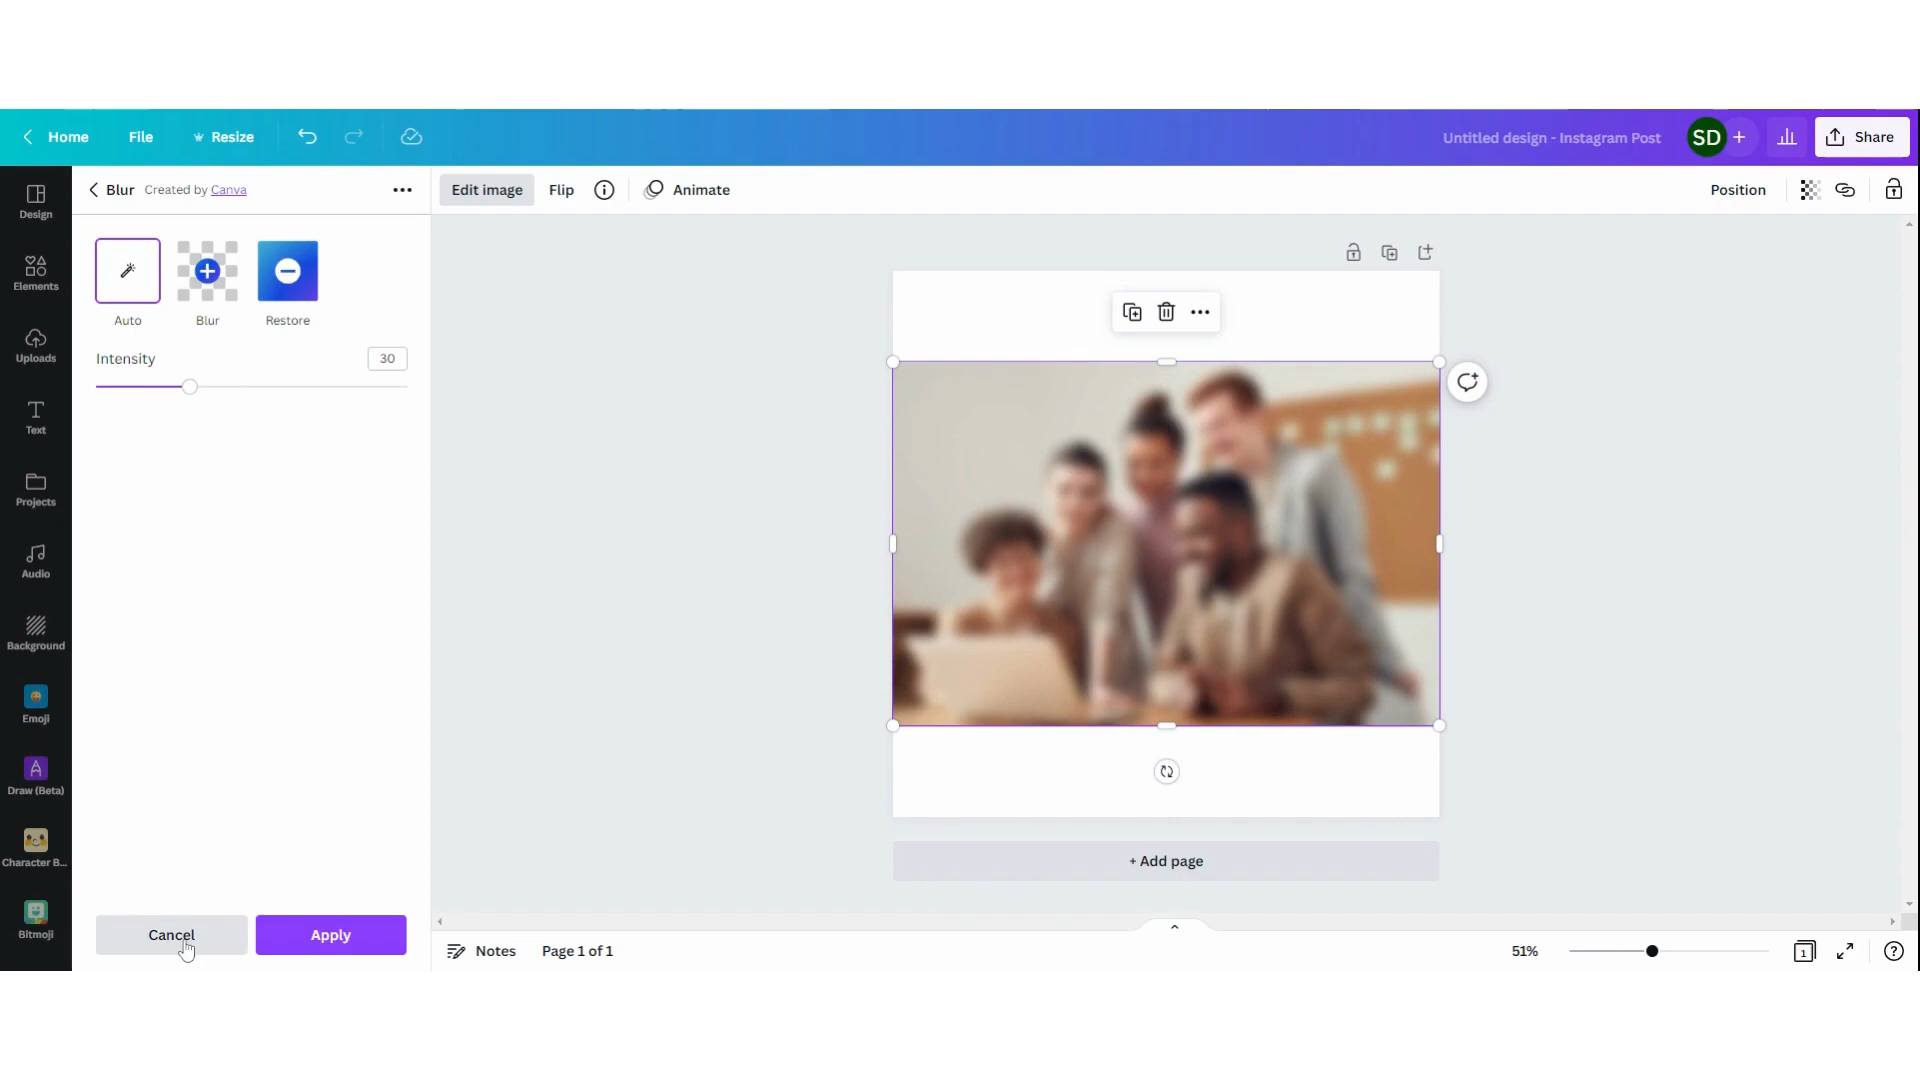 Home File Resize Untitled design - Instagram Post SD + Share
Blur Created by Canva Edit image Flip Animate Position
Design
Elements
Uploads
Text
Projects
Audio
Background
Emoji
Draw (Beta)
Character B...
Bitmoji
Auto Blur Restore
Intensity 30
Cancel Apply
+ Add page
Notes Page 1 of 1 51% 1 ?